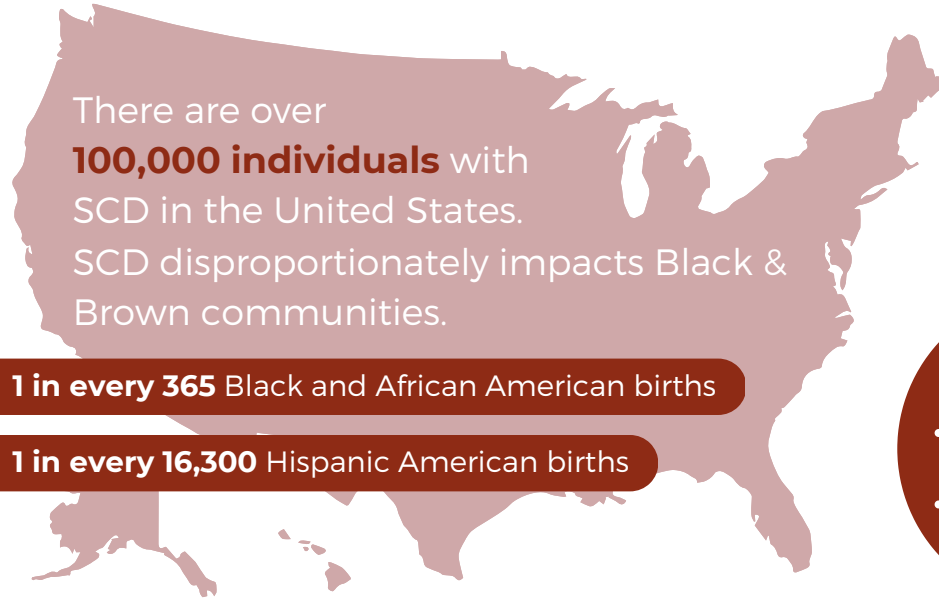 There are over
100,000 individuals with
SCD in the United States.
SCD disproportionately impacts Black &
Brown communities.
1 in every 365 Black and African American births
1 in every 16,300 Hispanic American births